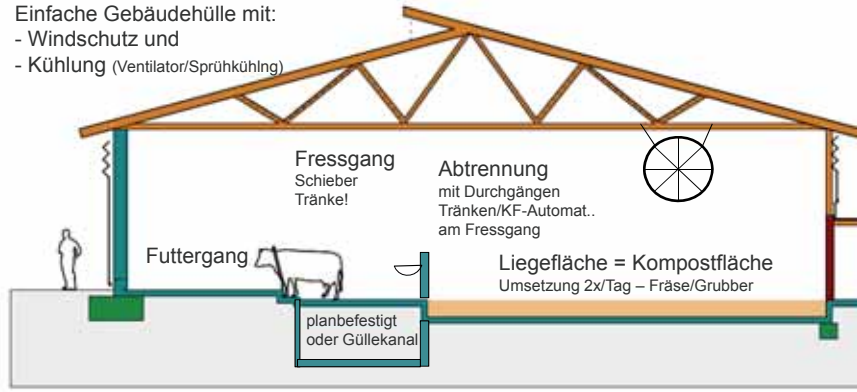 Einfache Gebäudehülle mit:
- Windschutz und
- Kühlung (Ventilator/Sprühkühlng)
Fressgang
Schieber
Tränke!
Abtrennung
mit Durchgängen
Tränken/KF-Automat..
am Fressgang
Futtergang
Liegefläche = Kompostfläche
Umsetzung 2x/Tag – Fräse/Grubber
planbefestigt
oder Güllekanal